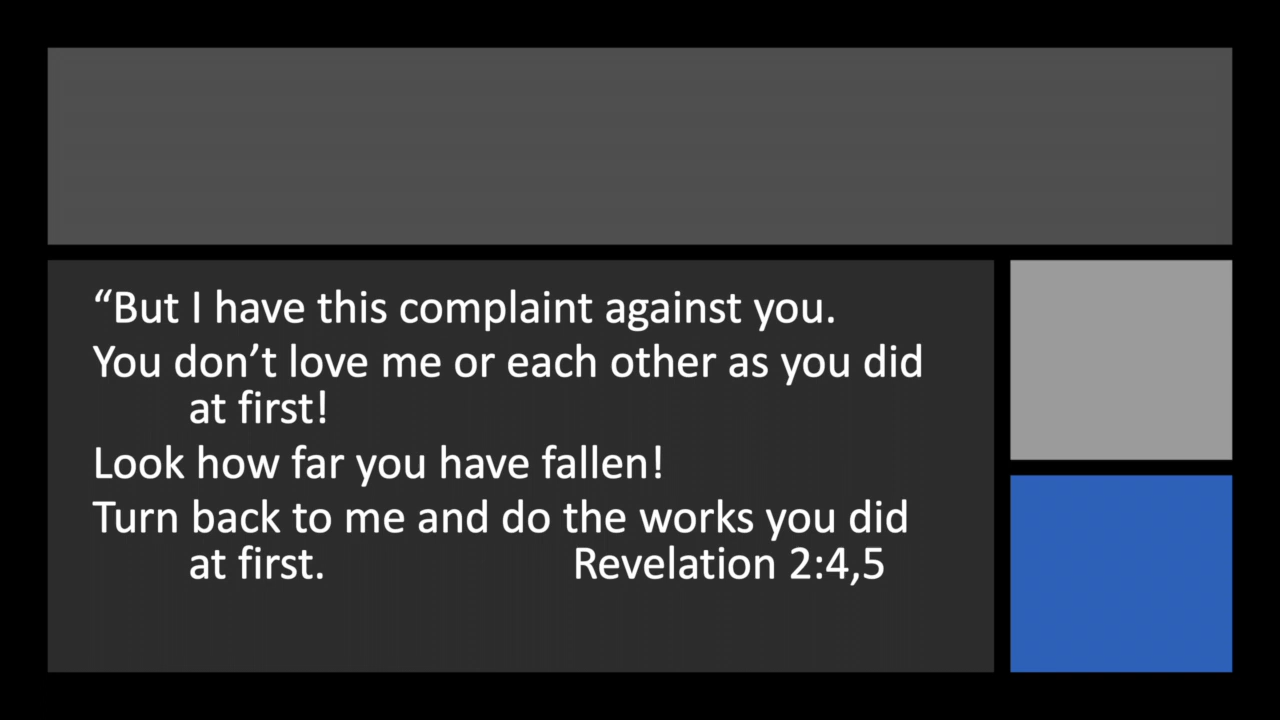 “But I have this complaint against you.
You don’t love me or each other as you did
at first!
Look how far you have fallen!
Turn back to me and do the works you did
at first. Revelation 2:4,5